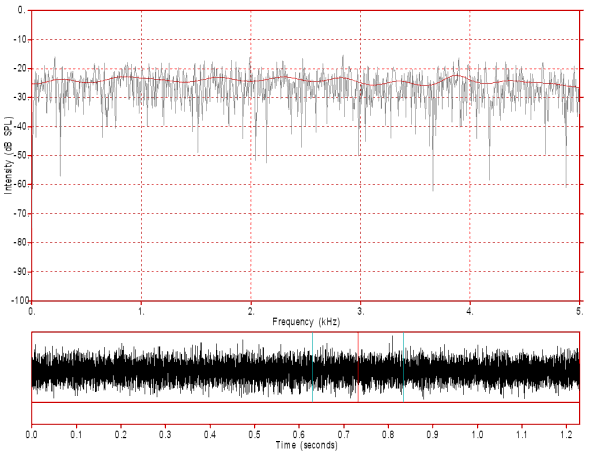 0.
-10.
-20.
-30.
-40.
-50.
-60.
-70.
-80.
-90.
-100
Intensity (dB SPL)
0. 1. 2. 3. 4. 5.
Frequency (kHz)
0.0 0.1 0.2 0.3 0.4 0.5 0.6 0.7 0.8 0.9 1.0 1.1 1.2
Time (seconds)